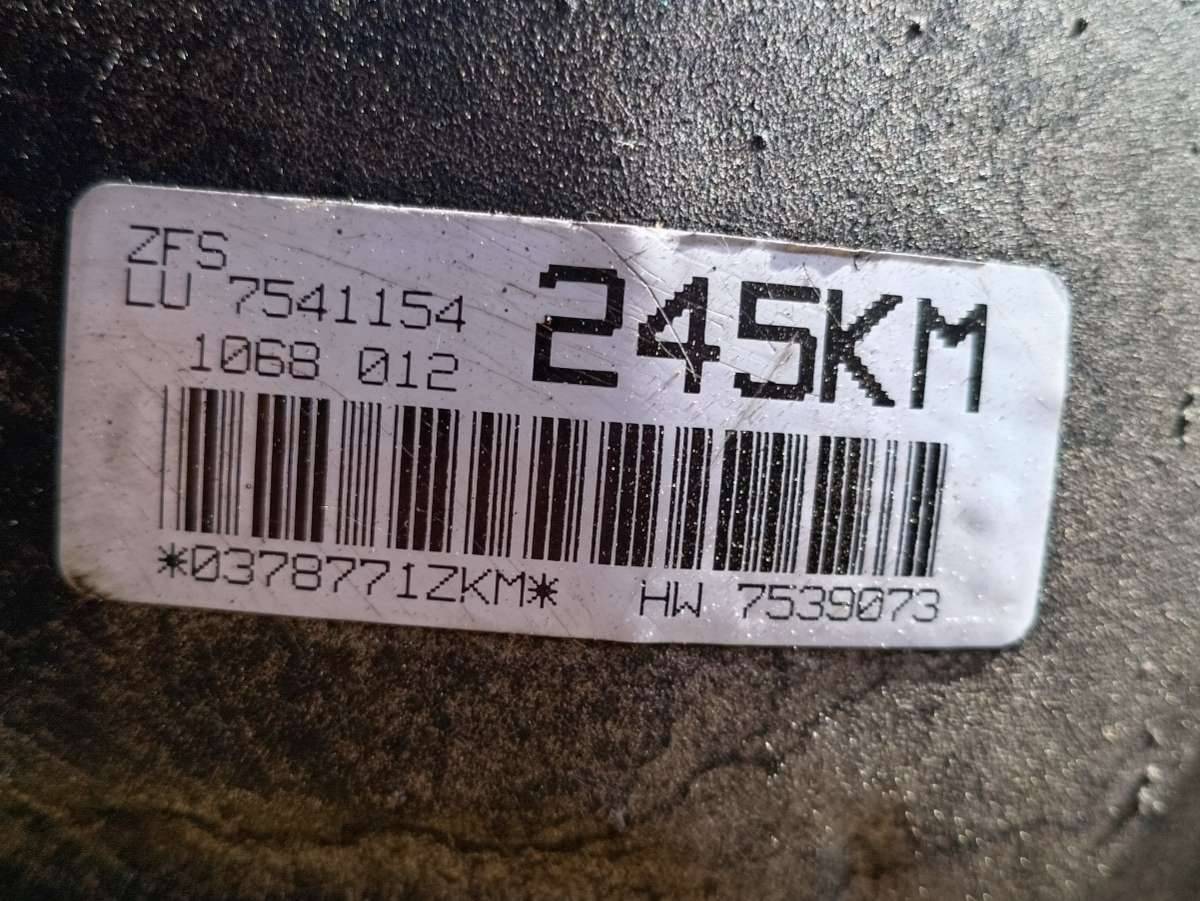 ZFS
LU 7541154
245KM
1068 012
*0378771ZKM*
HW 7539073